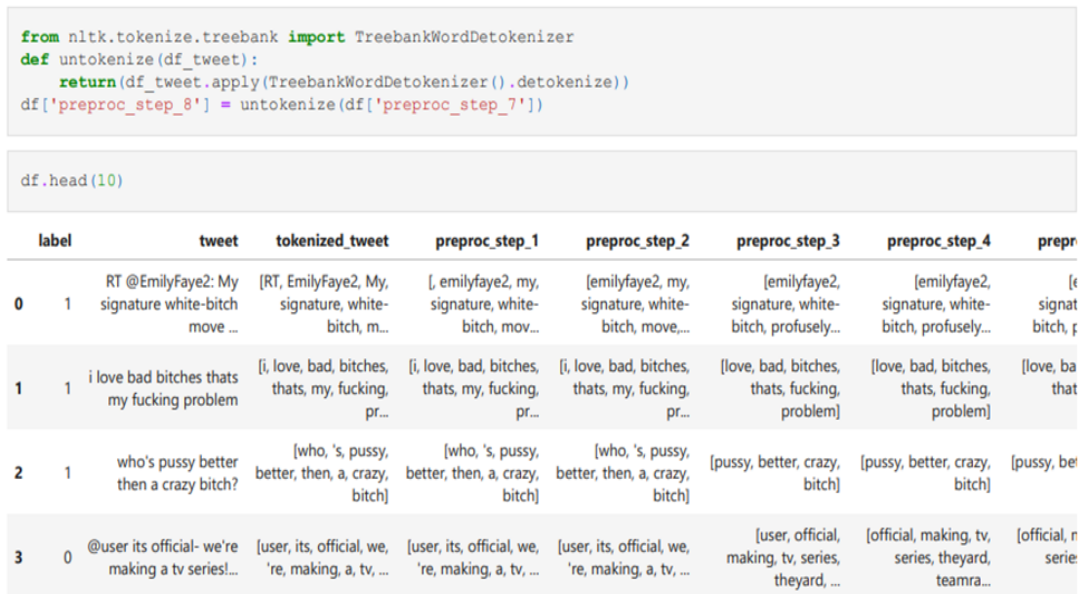 from nltk.tokenize.treebank import TreebankWordDetokenizer
def untokenize(df_tweet):
    return(df_tweet.apply(TreebankWordDetokenizer().detokenize))
df['preproc_step_8'] = untokenize(df['preproc_step_7'])
df.head(10)
label tweet tokenized_tweet preproc_step_1 preproc_step_2 preproc_step_3 preproc_step_4 prepr
RT @EmilyFaye2: My [RT, EmilyFaye2, My, [, emilyfaye2, my, [emilyfaye2, my, [emilyfaye2, [emilyfaye2, [e
0 1 signature white-bitch signature, white- signature, white- signature, white- signature, white- signature, white- signat
move ... bitch, m... bitch, mov... bitch, move,... bitch, profusely... bitch, profusely... bitch, p
[i, love, bad, bitches, [i, love, bad, bitches, [i, love, bad, bitches, [love, bad, bitches, [love, bad, bitches, [love, ba
1 1 i love bad bitches thats thats, my, fucking, thats, my, fucking, thats, my, fucking, thats, fucking, thats, fucking, that
my fucking problem pr... pr... pr... problem] problem]
[who, 's, pussy, [who, 's, pussy, [who, 's, pussy,
2 1 who's pussy better better, then, a, crazy, better, then, a, crazy, better, then, a, crazy, [pussy, better, crazy, [pussy, better, crazy, [pussy, bet
then a crazy bitch? bitch] bitch] bitch] bitch] bitch]
[user, official, [official, making, tv, [official, m
3 0 @user its official- we're [user, its, official, we, [user, its, official, we, [user, its, official, we, making, tv, series, series, theyard, serie
making a tv series!... 're, making, a, tv, ... 're, making, a, tv, ... 're, making, a, tv, ... theyard, ... teamra...